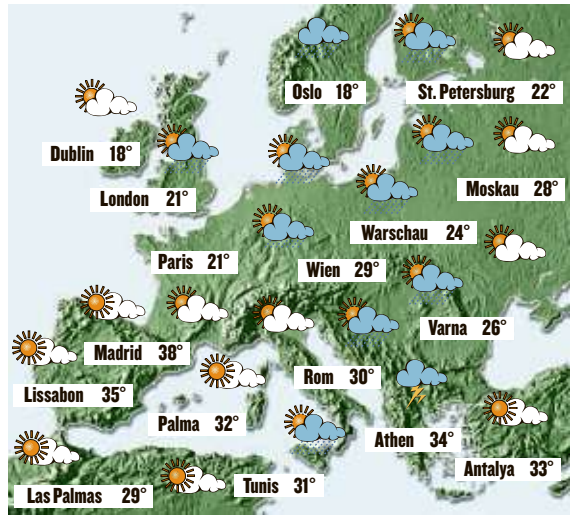 Oslo 18°
St. Petersburg 22°
Dublin 18°
London 21°
Moskau 28°
Warschau 24°
Paris 21°
Wien 29°
Varna 26°
Madrid 38°
Lissabon 35°
Rom 30°
Palma 32°
Athen 34°
Antalya 33°
Las Palmas 29°
Tunis 31°